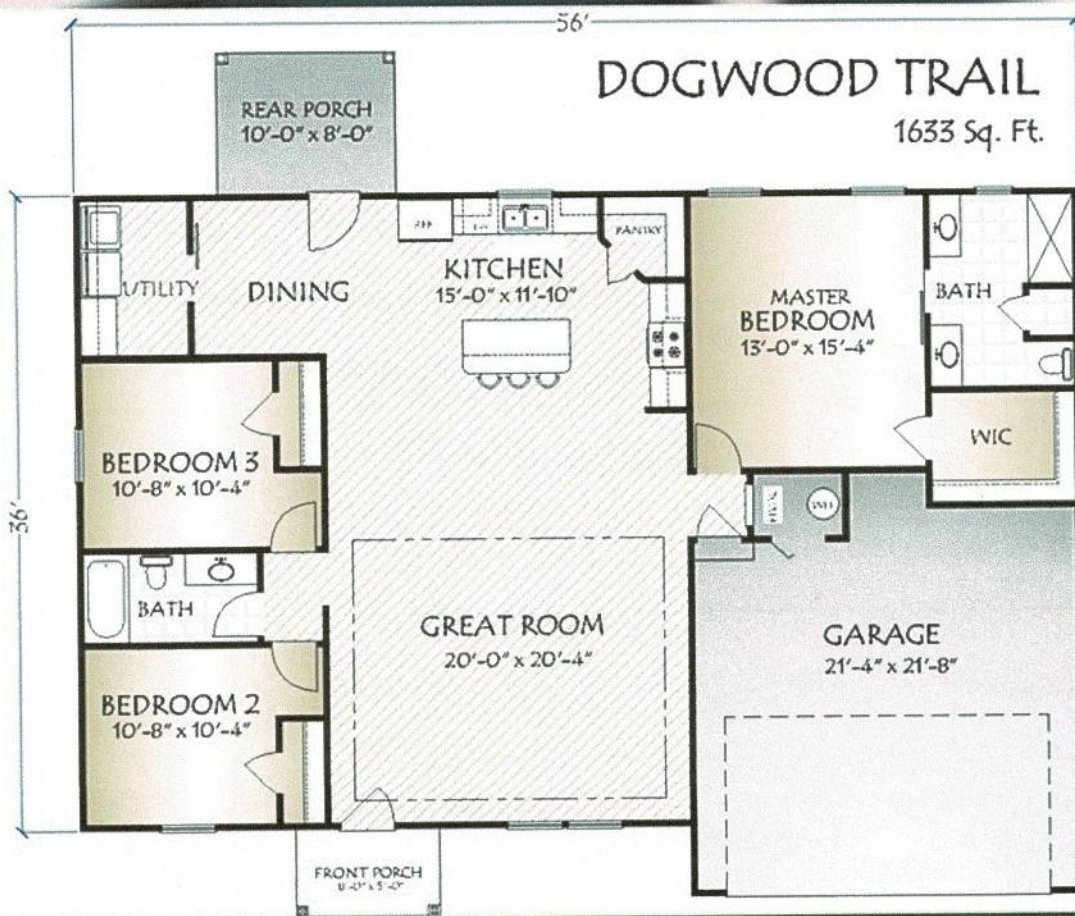 56'
DOGWOOD TRAIL
1633 Sq. Ft.
REAR PORCH
10'-0" x 8'-0"
36'
UTILITY
DINING
REF
KITCHEN
15'-0" x 11'-10"
PANTRY
MASTER
BEDROOM
13'-0" x 15'-4"
BATH
WIC
BEDROOM 3
10'-8" x 10'-4"
BATH
GREAT ROOM
20'-0" x 20'-4"
GARAGE
21'-4" x 21'-8"
BEDROOM 2
10'-8" x 10'-4"
FRONT PORCH